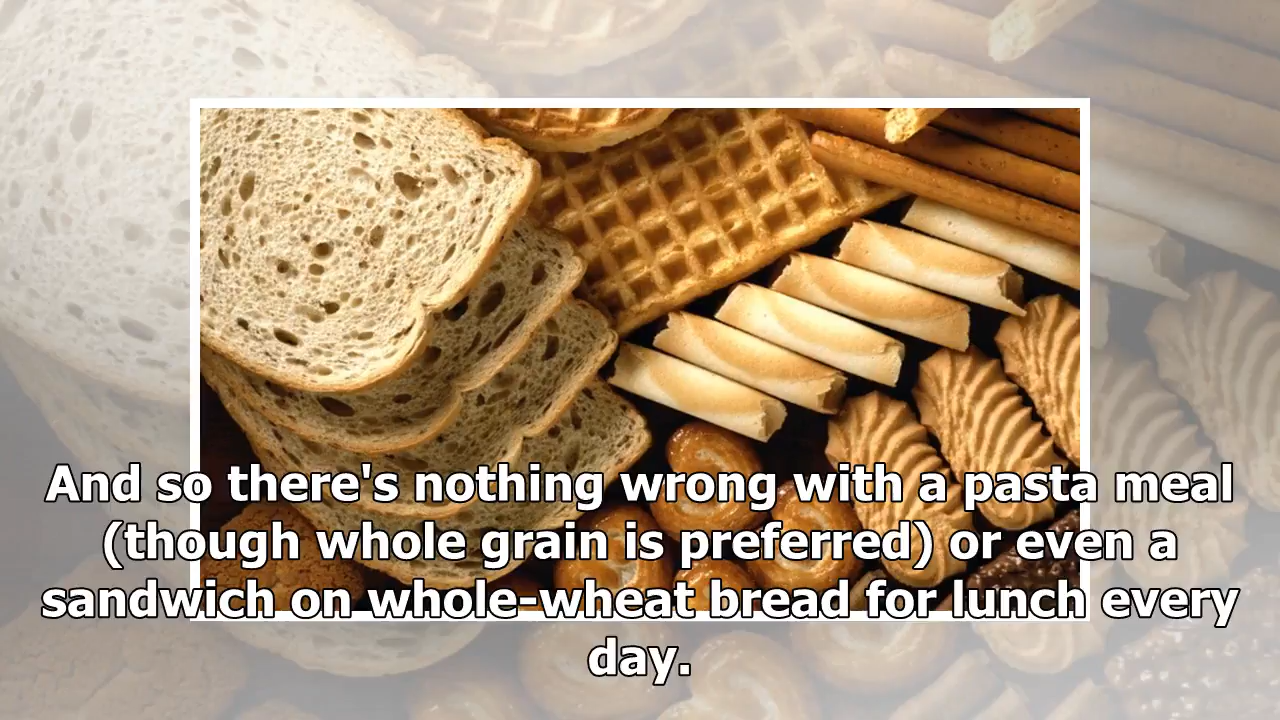 And so there's nothing wrong with a pasta meal
(though whole grain is preferred) or even a
sandwich on whole-wheat bread for lunch every
day.